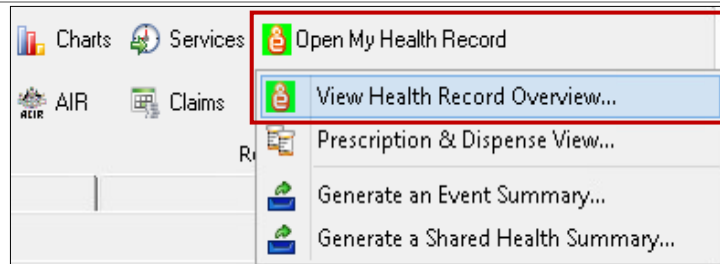 Charts Services Open My Health Record
View Health Record Overview...
AIR AIR Claims
Prescription & Dispense View...
Generate an Event Summary...
Generate a Shared Health Summary...